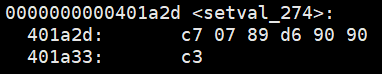 0000000000401a2d <setval_274>:
  401a2d:       c7 07 89 d6 90 90
  401a33:       c3